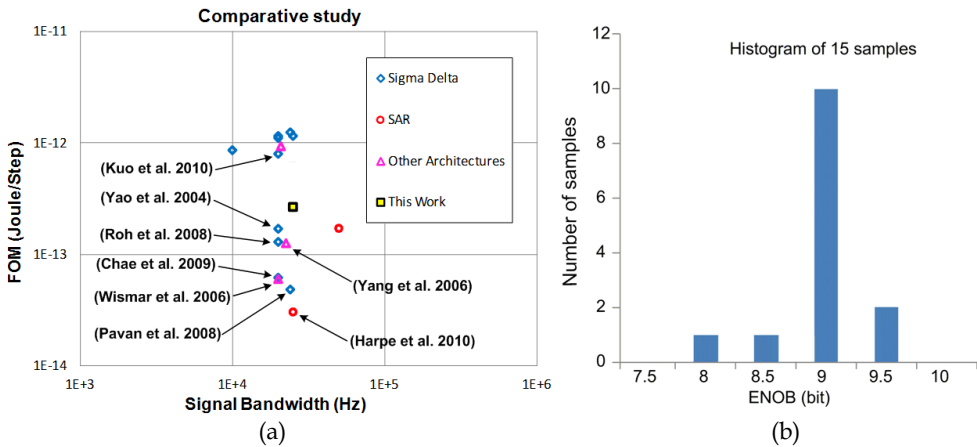 Comparative study
1E-11
1E-12
1E-13
1E-14
FOM (Joule/Step)
1E+3
1E+4
1E+5
1E+6
Signal Bandwidth (Hz)
Sigma Delta
SAR
Other Architectures
This Work
(Kuo et al. 2010)
(Yao et al. 2004)
(Roh et al. 2008)
(Chae et al. 2009)
(Wismar et al. 2006)
(Pavan et al. 2008)
(Yang et al. 2006)
(Harpe et al. 2010)
(a)
Histogram of 15 samples
12
10
8
6
4
2
0
Number of samples
7.5
8
8.5
9
9.5
10
ENOB (bit)
(b)